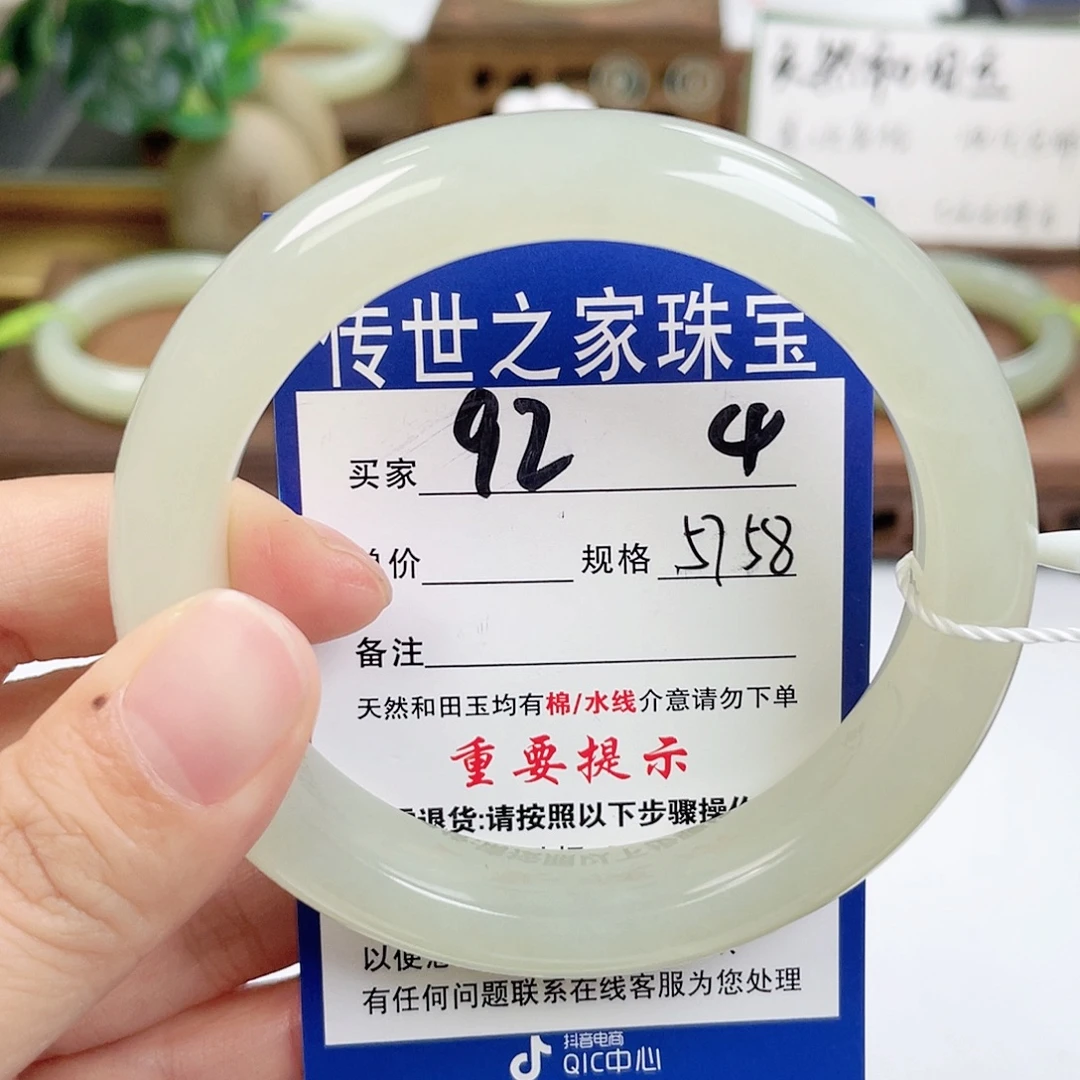 天然和田玉
传世之家珠宝
买家 92 4
价 规格 57 58
备注
天然和田玉均有棉/水线介意请勿下单
重要提示
退货:请按照以下步骤操作
以便
有任何问题联系在线客服为您处理
抖音电商
QIC中心